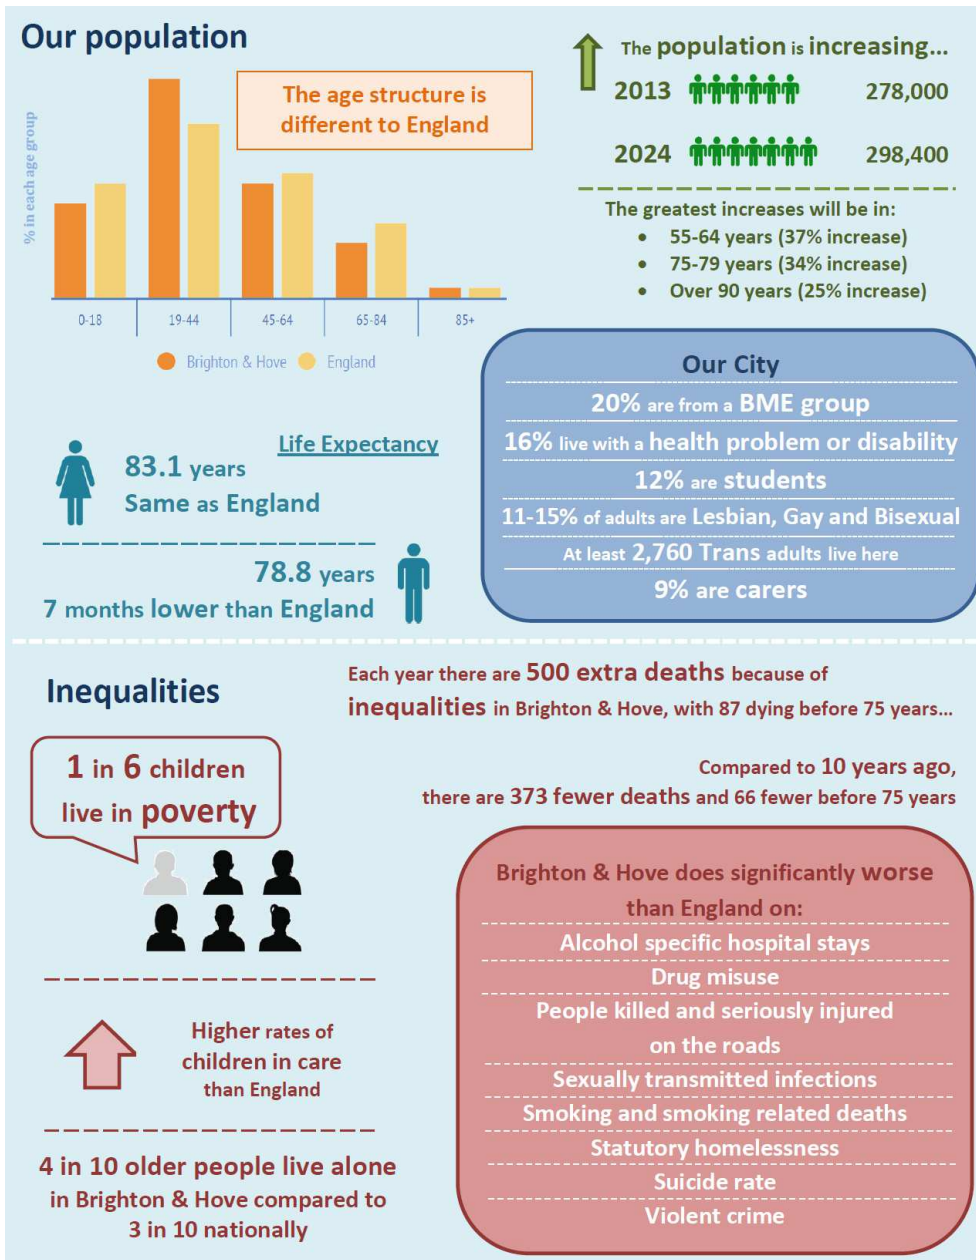 Our population
% in each age group
The age structure is
different to England
0-18
19-44
45-64
65-84
85+
Brighton & Hove
England
The population is increasing...
2013
278,000
2024
298,400
The greatest increases will be in:
• 55-64 years (37% increase)
• 75-79 years (34% increase)
• Over 90 years (25% increase)
Life Expectancy
83.1 years
Same as England
78.8 years
7 months lower than England
Our City
20% are from a BME group
16% live with a health problem or disability
12% are students
11-15% of adults are Lesbian, Gay and Bisexual
At least 2,760 Trans adults live here
9% are carers
Inequalities
Each year there are 500 extra deaths because of
inequalities in Brighton & Hove, with 87 dying before 75 years...
Compared to 10 years ago,
there are 373 fewer deaths and 66 fewer before 75 years
1 in 6 children
live in poverty
Higher rates of
children in care
than England
4 in 10 older people live alone
in Brighton & Hove compared to
3 in 10 nationally
Brighton & Hove does significantly worse
than England on:
Alcohol specific hospital stays
Drug misuse
People killed and seriously injured
on the roads
Sexually transmitted infections
Smoking and smoking related deaths
Statutory homelessness
Suicide rate
Violent crime